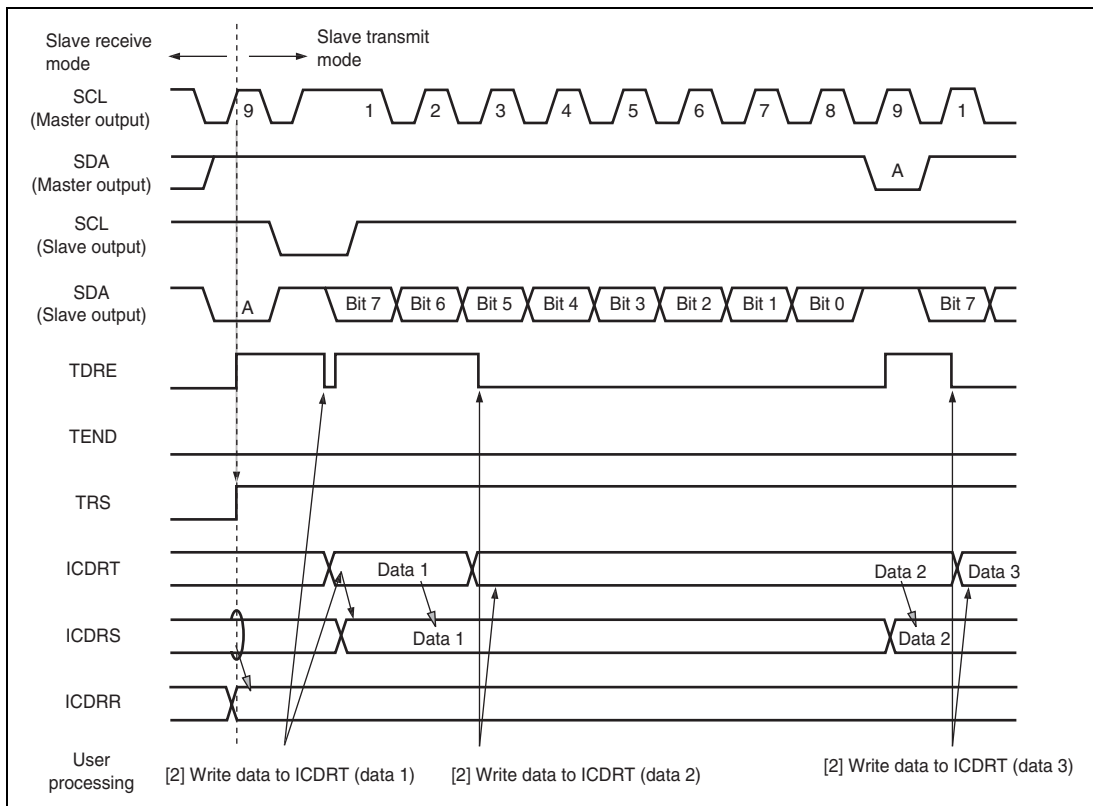 Slave receive
mode
Slave transmit
mode
SCL
(Master output)
9 1 2 3 4 5 6 7 8 9 1
SDA
(Master output)
A
SCL
(Slave output)
SDA
(Slave output)
A Bit 7 Bit 6 Bit 5 Bit 4 Bit 3 Bit 2 Bit 1 Bit 0 Bit 7
TDRE
TEND
TRS
ICDRT
Data 1 Data 2 Data 3
ICDRS
Data 1 Data 2
ICDRR
User
processing
[2] Write data to ICDRT (data 1) [2] Write data to ICDRT (data 2) [2] Write data to ICDRT (data 3)